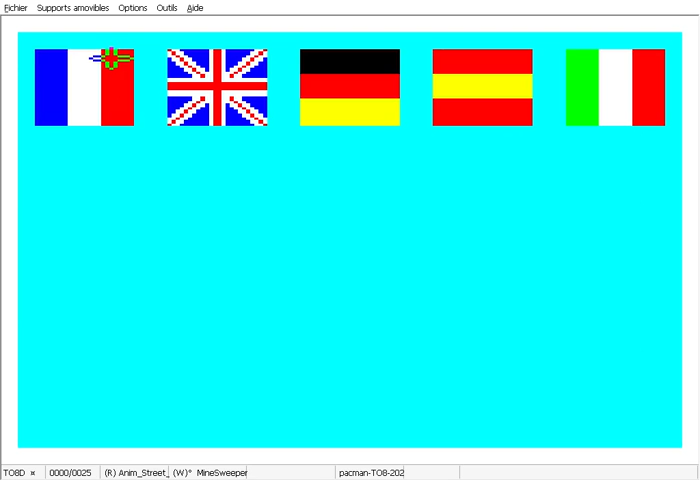 Fichier Supports amovibles Options Outils Aide
TO8D × 0000/0025 (R) Anim_Street_ (W)° MineSweeper pacman-TO8-202